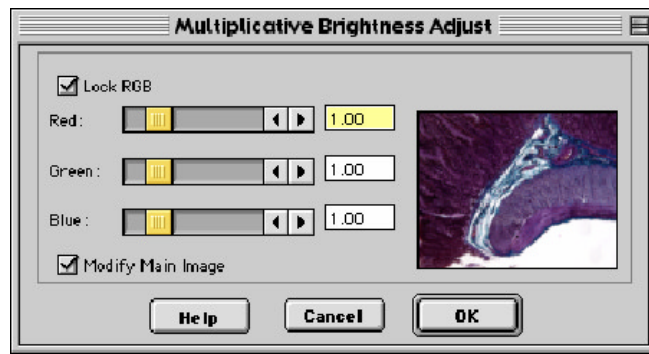 Multiplicative Brightness Adjust
Lock RGB
Red: 1.00
Green: 1.00
Blue: 1.00
Modify Main Image
Help Cancel OK